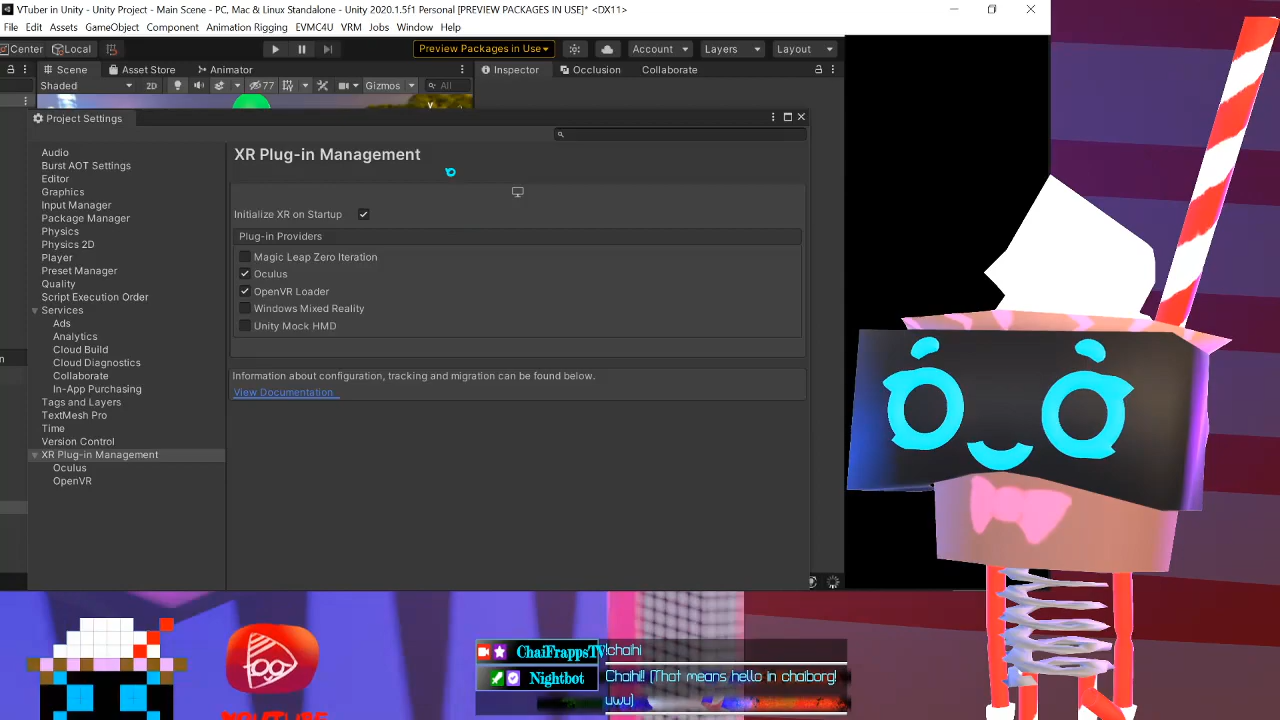 VTuber in Unity - Unity Project - Main Scene - PC, Mac & Linux Standalone - Unity 2020.1.5f1 Personal [PREVIEW PACKAGES IN USE]* <DX11>
File Edit Assets GameObject Component Animation Rigging EVMC4U VRM Jobs Window Help
Center Local Preview Packages in Use Account Layers Layout
Scene Asset Store Animator Inspector Occlusion Collaborate
Shaded 2D 77 Gizmos All
y
Project Settings
XR Plug-in Management
Audio
Burst AOT Settings
Editor
Graphics
Input Manager
Package Manager
Physics
Physics 2D
Player
Preset Manager
Quality
Script Execution Order
Services
Ads
Analytics
Cloud Build
Cloud Diagnostics
Collaborate
In-App Purchasing
Tags and Layers
TextMesh Pro
Time
Version Control
XR Plug-in Management
Oculus
OpenVR
Initialize XR on Startup
Plug-in Providers
Magic Leap Zero Iteration
Oculus
OpenVR Loader
Windows Mixed Reality
Unity Mock HMD
Information about configuration, tracking and migration can be found below.
View Documentation
ChaiFrappsTV !chaihi
Nightbot Chaihi!! (That means hello in chaiborg! uwu)
YOUTUBE